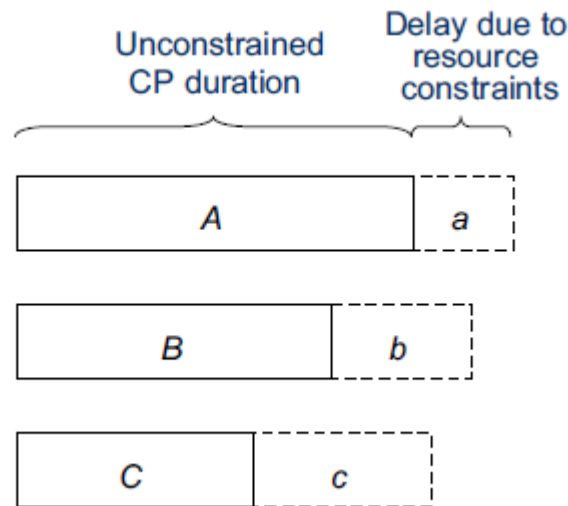 Unconstrained
CP duration
Delay due to
resource
constraints
A
a
B
b
C
c